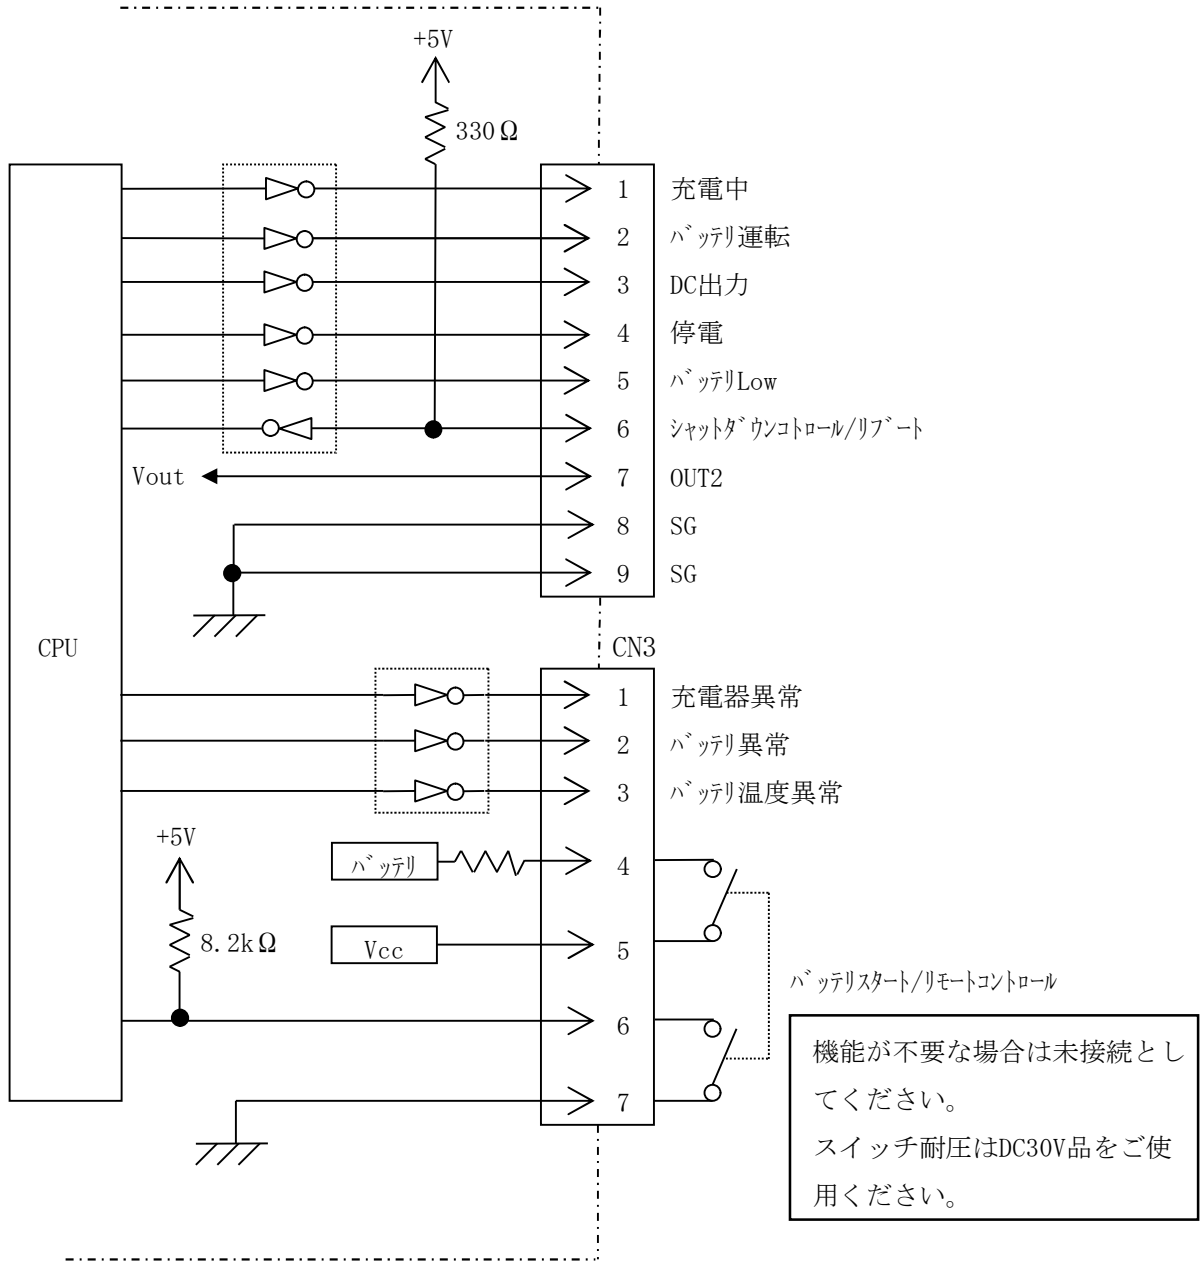 +5V
330Ω
1 充電中
2 ﾊﾞｯﾃﾘ運転
3 DC出力
4 停電
5 ﾊﾞｯﾃﾘLow
6 ｼｬｯﾄﾀﾞｳﾝｺﾄﾛｰﾙ/ﾘﾌﾞｰﾄ
Vout 7 OUT2
8 SG
9 SG
CPU
CN3
1 充電器異常
2 ﾊﾞｯﾃﾘ異常
3 ﾊﾞｯﾃﾘ温度異常
+5V
ﾊﾞｯﾃﾘ 4
8.2kΩ
Vcc 5
ﾊﾞｯﾃﾘｽﾀｰﾄ/ﾘﾓｰﾄｺﾝﾄﾛｰﾙ
6
7
機能が不要な場合は未接続とし
てください。
スイッチ耐圧はDC30V品をご使
用ください。